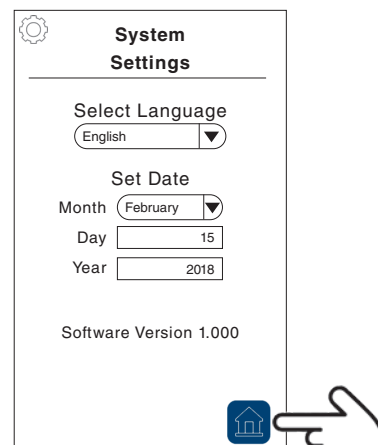 System
Settings
Select Language
English
Set Date
Month February
Day 15
Year 2018
Software Version 1.000